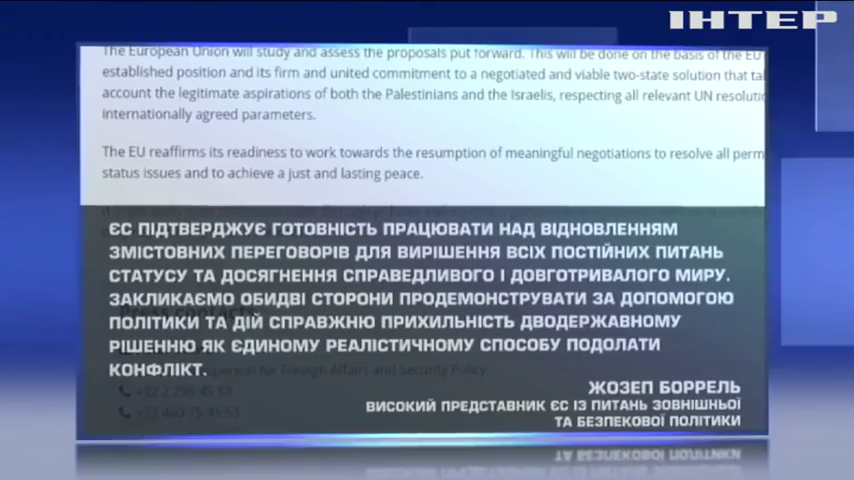 ІНТЕР
The European Union will study and assess the proposals put forward. This will be done on the basis of the EU
established position and its firm and united commitment to a negotiated and viable two-state solution that
account the legitimate aspirations of both the Palestinians and the Israelis, respecting all relevant UN
internationally agreed parameters.
The EU reaffirms its readiness to work towards the resumption of meaningful negotiations to resolve all
status issues and to achieve a just and lasting peace.
ЄС ПІДТВЕРДЖУЄ ГОТОВНІСТЬ ПРАЦЮВАТИ НАД ВІДНОВЛЕННЯМ
ЗМІСТОВНИХ ПЕРЕГОВОРІВ ДЛЯ ВИРІШЕННЯ ВСІХ ПОСТІЙНИХ ПИТАНЬ
СТАТУСУ ТА ДОСЯГНЕННЯ СПРАВЕДЛИВОГО І ДОВГОТРИВАЛОГО МИРУ.
ЗАКЛИКАЄМО ОБИДВІ СТОРОНИ ПРОДЕМОНСТРУВАТИ ЗА ДОПОМОГОЮ
ПОЛІТИКИ ТА ДІЙ СПРАВЖНЮ ПРИХИЛЬНІСТЬ ДВОДЕРЖАВНОМУ
РІШЕННЮ ЯК ЄДИНОМУ РЕАЛІСТИЧНОМУ СПОСОБУ ПОДОЛАТИ
КОНФЛІКТ.
for Foreign Affairs and Security Policy
ЖОЗЕП БОРРЕЛЬ
ВИСОКИЙ ПРЕДСТАВНИК ЄС ІЗ ПИТАНЬ ЗОВНІШНЬОЇ
ТА БЕЗПЕКОВОЇ ПОЛІТИКИ